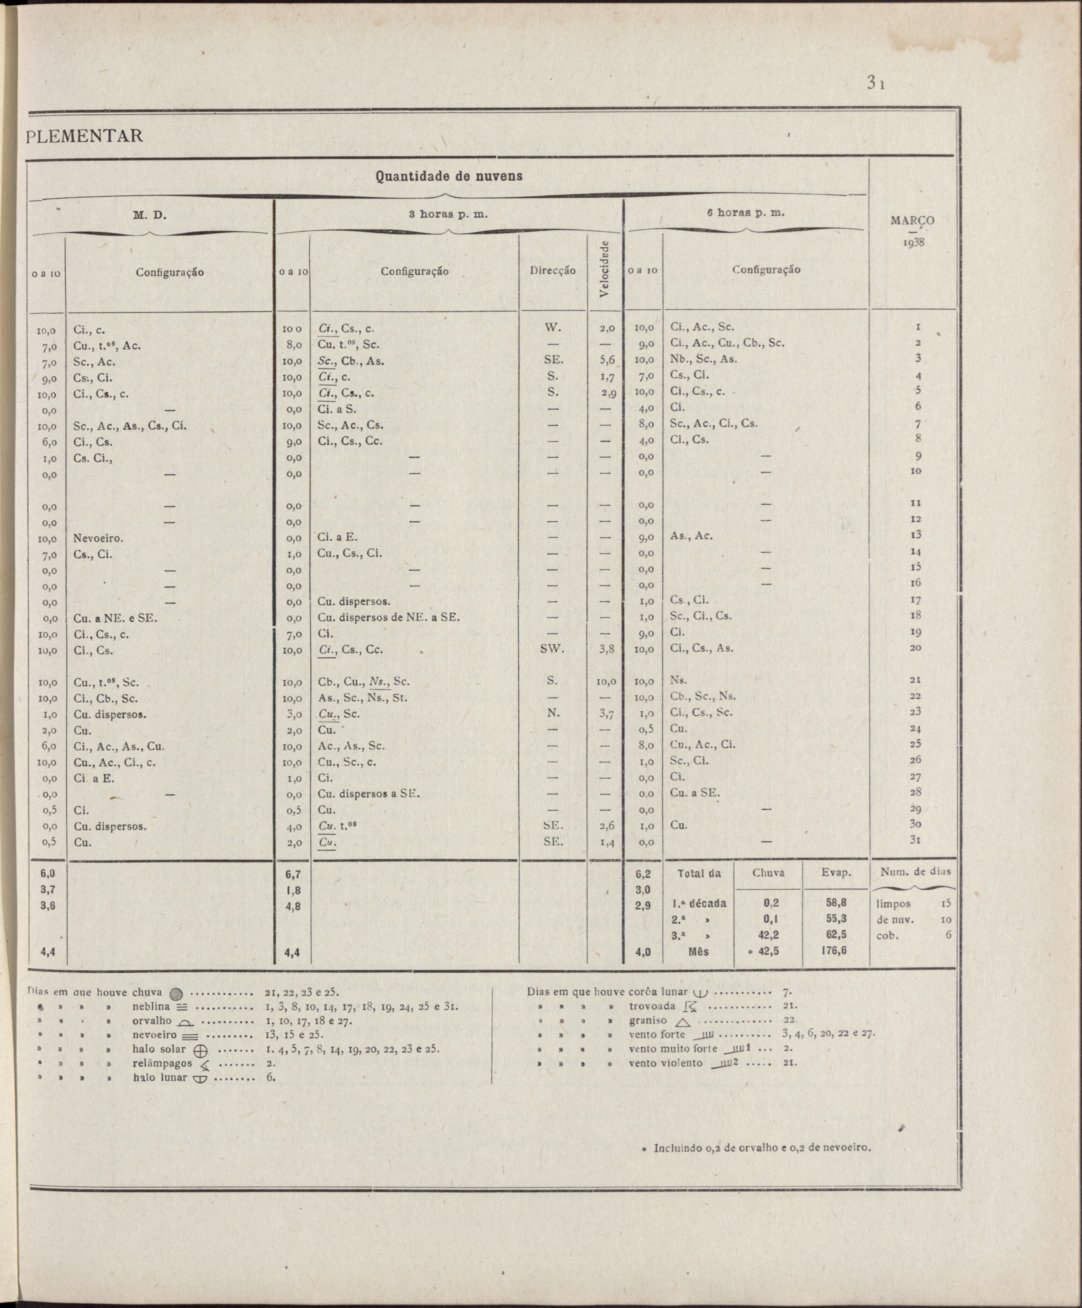 31
PLEMENTAR
Quantidade de nuvens
M. D. 3 horas p. m. 6 horas p. m. MARÇO
1938
0 a 10 Configuração 0 a 10 Configuração Direcção Velocidade 0 a 10 Configuração
10,0 Ci., c. 10 0 Ci., Cs., c. W. 2,0 10,0 Ci., Ac., Sc. 1
7,0 Cu., t.os, Ac. 8,0 Cu. t.os, Sc. — — 9,0 Ci., Ac., Cu., Cb., Sc. 2
7,0 Sc., Ac. 10,0 Sc., Cb., As. SE. 5,6 10,0 Nb., Sc., As. 3
9,0 Cs., Ci. 10,0 Ci., c. S. 1,7 7,0 Cs., Ci. 4
10,0 Ci., Cs., c. 10,0 Ci., Cs., c. S. 2,9 10,0 Ci., Cs., c. 5
0,0 — 0,0 Ci. a S. — — 4,0 Ci. 6
10,0 Sc., Ac., As., Cs., Ci. 10,0 Sc., Ac., Cs. — — 8,0 Sc., Ac., Ci., Cs. 7
6,0 Ci., Cs. 9,0 Ci., Cs., Cc. — — 4,0 Ci., Cs. 8
1,0 Cs. Ci., 0,0 — — — 0,0 — 9
0,0 — 0,0 — — — 0,0 — 10
0,0 — 0,0 — — — 0,0 — 11
0,0 — 0,0 — — — 0,0 — 12
10,0 Nevoeiro. 0,0 Ci. a E. — — 9,0 As., Ac. 13
7,0 Cs., Ci. 1,0 Cu., Cs., Ci. — — 0,0 — 14
0,0 — 0,0 — — — 0,0 — 15
0,0 — 0,0 — — — 0,0 — 16
0,0 — 0,0 Cu. dispersos. — — 1,0 Cs., Ci. 17
0,0 Cu. a NE. e SE. 0,0 Cu. dispersos de NE. a SE. — — 1,0 Sc., Ci., Cs. 18
10,0 Ci., Cs., c. 7,0 Ci. — — 9,0 Ci. 19
10,0 Ci., Cs. 10,0 Ci., Cs., Cc. SW. 3,8 10,0 Ci., Cs., As. 20
10,0 Cu., t.os, Sc. 10,0 Cb., Cu., Ns., Sc. S. 10,0 10,0 Ns. 21
10,0 Ci., Cb., Sc. 10,0 As., Sc., Ns., St. — — 10,0 Cb., Sc., Ns. 22
1,0 Cu. dispersos. 3,0 Cu., Sc. N. 3,7 1,0 Ci., Cs., Sc. 23
2,0 Cu. 2,0 Cu. — — 0,5 Cu. 24
6,0 Ci., Ac., As., Cu. 10,0 Ac., As., Sc. — — 8,0 Cu., Ac., Ci. 25
10,0 Cu., Ac., Ci., c. 10,0 Cu., Sc., c. — — 1,0 Sc., Ci. 26
0,0 Ci. a E. 1,0 Ci. — — 0,0 Ci. 27
0,0 — 0,0 Cu. dispersos a SE. — — 0.0 Cu. a SE. 28
0,5 Ci. 0,5 Cu. — — 0,0 — 29
0,0 Cu. dispersos. 4,0 Cu. t.os SE. 2,6 1,0 Cu. 30
0,5 Cu. 2,0 Cu. SE. 1,4 0,0 — 31
6,0 6,7 6,2 Total da Chuva Evap. Num. de dias
3,7 1,8 3,0
3,6 4,8 2,9 1.ª década 0,2 58,8 limpos 15
2.ª » 0,1 55,3 de nuv. 10
3.ª » 42,2 62,5 cob. 6
4,4 4,4 4,0 Mês * 42,5 176,6
Dias em que houve chuva ........... 21, 22, 23 e 25.
» » » » neblina ........... 1, 3, 8, 10, 14, 17, 18, 19, 24, 25 e 31.
» » » » orvalho .......... 1, 10, 17, 18 e 27.
» » » » nevoeiro ......... 13, 15 e 25.
» » » » halo solar ....... 1. 4, 5, 7, 8, 14, 19, 20, 22, 23 e 25.
» » » » relâmpagos ....... 2.
» » » » halo lunar ........ 6.
Dias em que houve corôa lunar ........... 7.
» » » » trovoada ............ 21.
» » » » graniso .............. 22.
» » » » vento forte .......... 3, 4, 6, 20, 22 e 27.
» » » » vento muito forte 1 ... 2.
» » » » vento violento 2 ..... 21.
* Incluindo 0,2 de orvalho e 0,2 de nevoeiro.